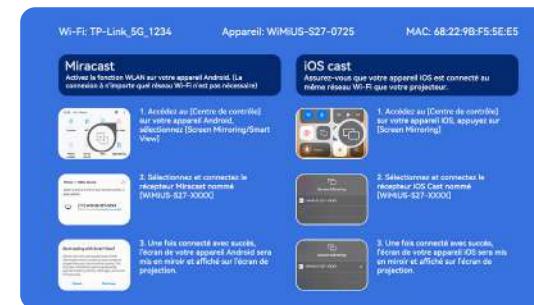 Wi-Fi: TP-Link_5G_1234
Appareil: WiMiUS-S27-0725
MAC: 68:22:9B:F5:5E:E5
Miracast
Activez la fonction WLAN sur votre appareil Android. (La
connexion à n'importe quel réseau Wi-Fi n'est pas nécessaire)
1. Accédez au [Centre de contrôle]
sur votre appareil Android,
sélectionnez [Screen Mirroring/Smart
View]
2. Sélectionnez et connectez le
récepteur Miracast nommé
[WiMiUS-S27-XXXX]
3. Une fois connecté avec succès,
l'écran de votre appareil Android sera
mis en miroir et affiché sur l'écran de
projection.
iOS cast
Assurez-vous que votre appareil iOS est connecté au
même réseau Wi-Fi que votre projecteur.
1. Accédez au [Centre de contrôle]
sur votre appareil iOS, appuyez sur
[Screen Mirroring]
Screen Mirroring
2. Sélectionnez et connectez le
récepteur iOS Cast nommé
[WiMiUS-S27-XXXX]
Screen Mirroring
3. Une fois connecté avec succès,
l'écran de votre appareil iOS sera mis
en miroir et affiché sur l'écran de
projection.